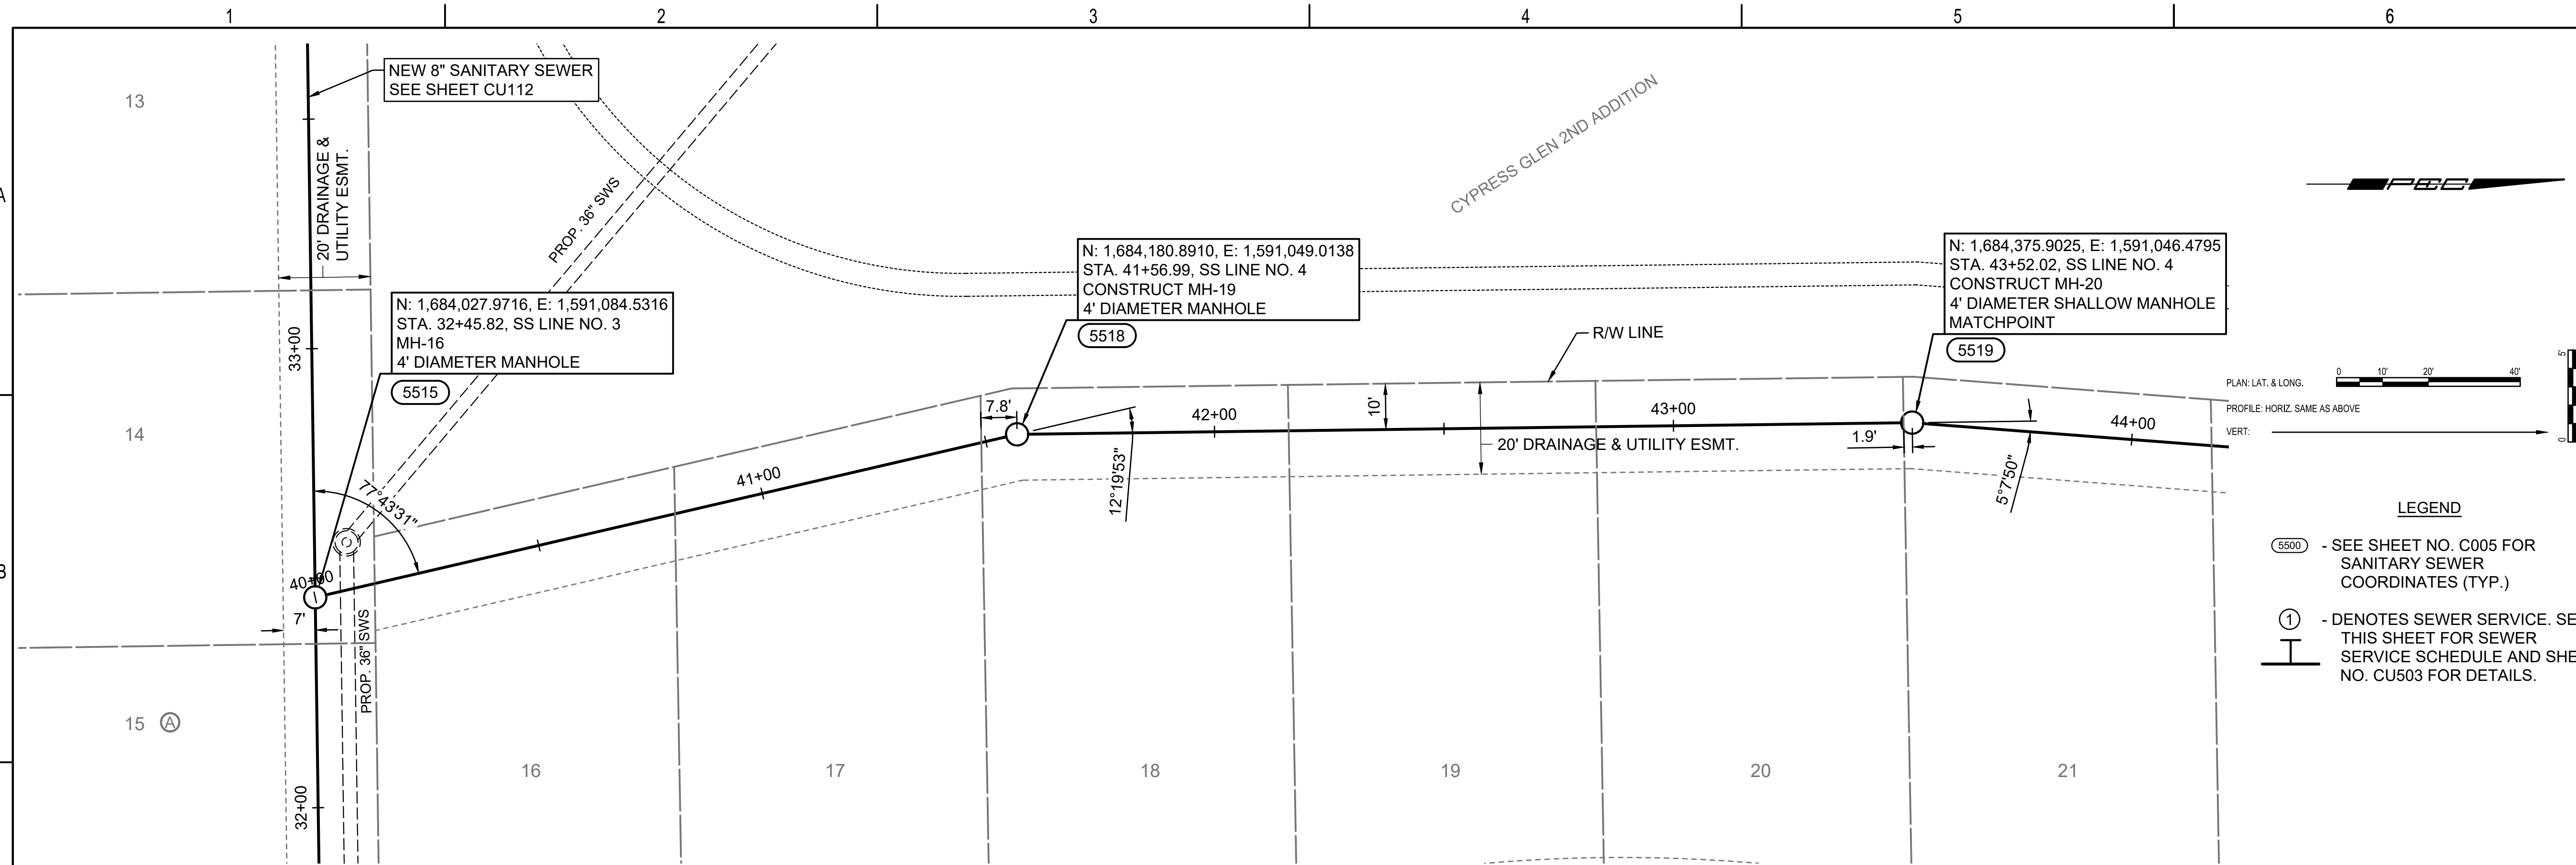 1
2
3
4
5
6
A
B
NEW 8" SANITARY SEWER
SEE SHEET CU112
13
20' DRAINAGE &
UTILITY ESMT.
PROP. 36" SWS
CYPRESS GLEN 2ND ADDITION
PEC
N: 1,684,027.9716, E: 1,591,084.5316
STA. 32+45.82, SS LINE NO. 3
MH-16
4' DIAMETER MANHOLE
5515
N: 1,684,180.8910, E: 1,591,049.0138
STA. 41+56.99, SS LINE NO. 4
CONSTRUCT MH-19
4' DIAMETER MANHOLE
5518
N: 1,684,375.9025, E: 1,591,046.4795
STA. 43+52.02, SS LINE NO. 4
CONSTRUCT MH-20
4' DIAMETER SHALLOW MANHOLE
MATCHPOINT
5519
R/W LINE
33+00
14
77°43'31"
40+00
7'
PROP. 36" SWS
32+00
41+00
7.8'
12°19'53"
42+00
10'
20' DRAINAGE & UTILITY ESMT.
43+00
1.9'
5°7'50"
44+00
15 A
16
17
18
19
20
21
PLAN: LAT. & LONG.
0 10' 20' 40'
PROFILE: HORIZ. SAME AS ABOVE
VERT:
0 5'
LEGEND
5500 - SEE SHEET NO. C005 FOR
SANITARY SEWER
COORDINATES (TYP.)
1 - DENOTES SEWER SERVICE. SE
THIS SHEET FOR SEWER
SERVICE SCHEDULE AND SHE
NO. CU503 FOR DETAILS.